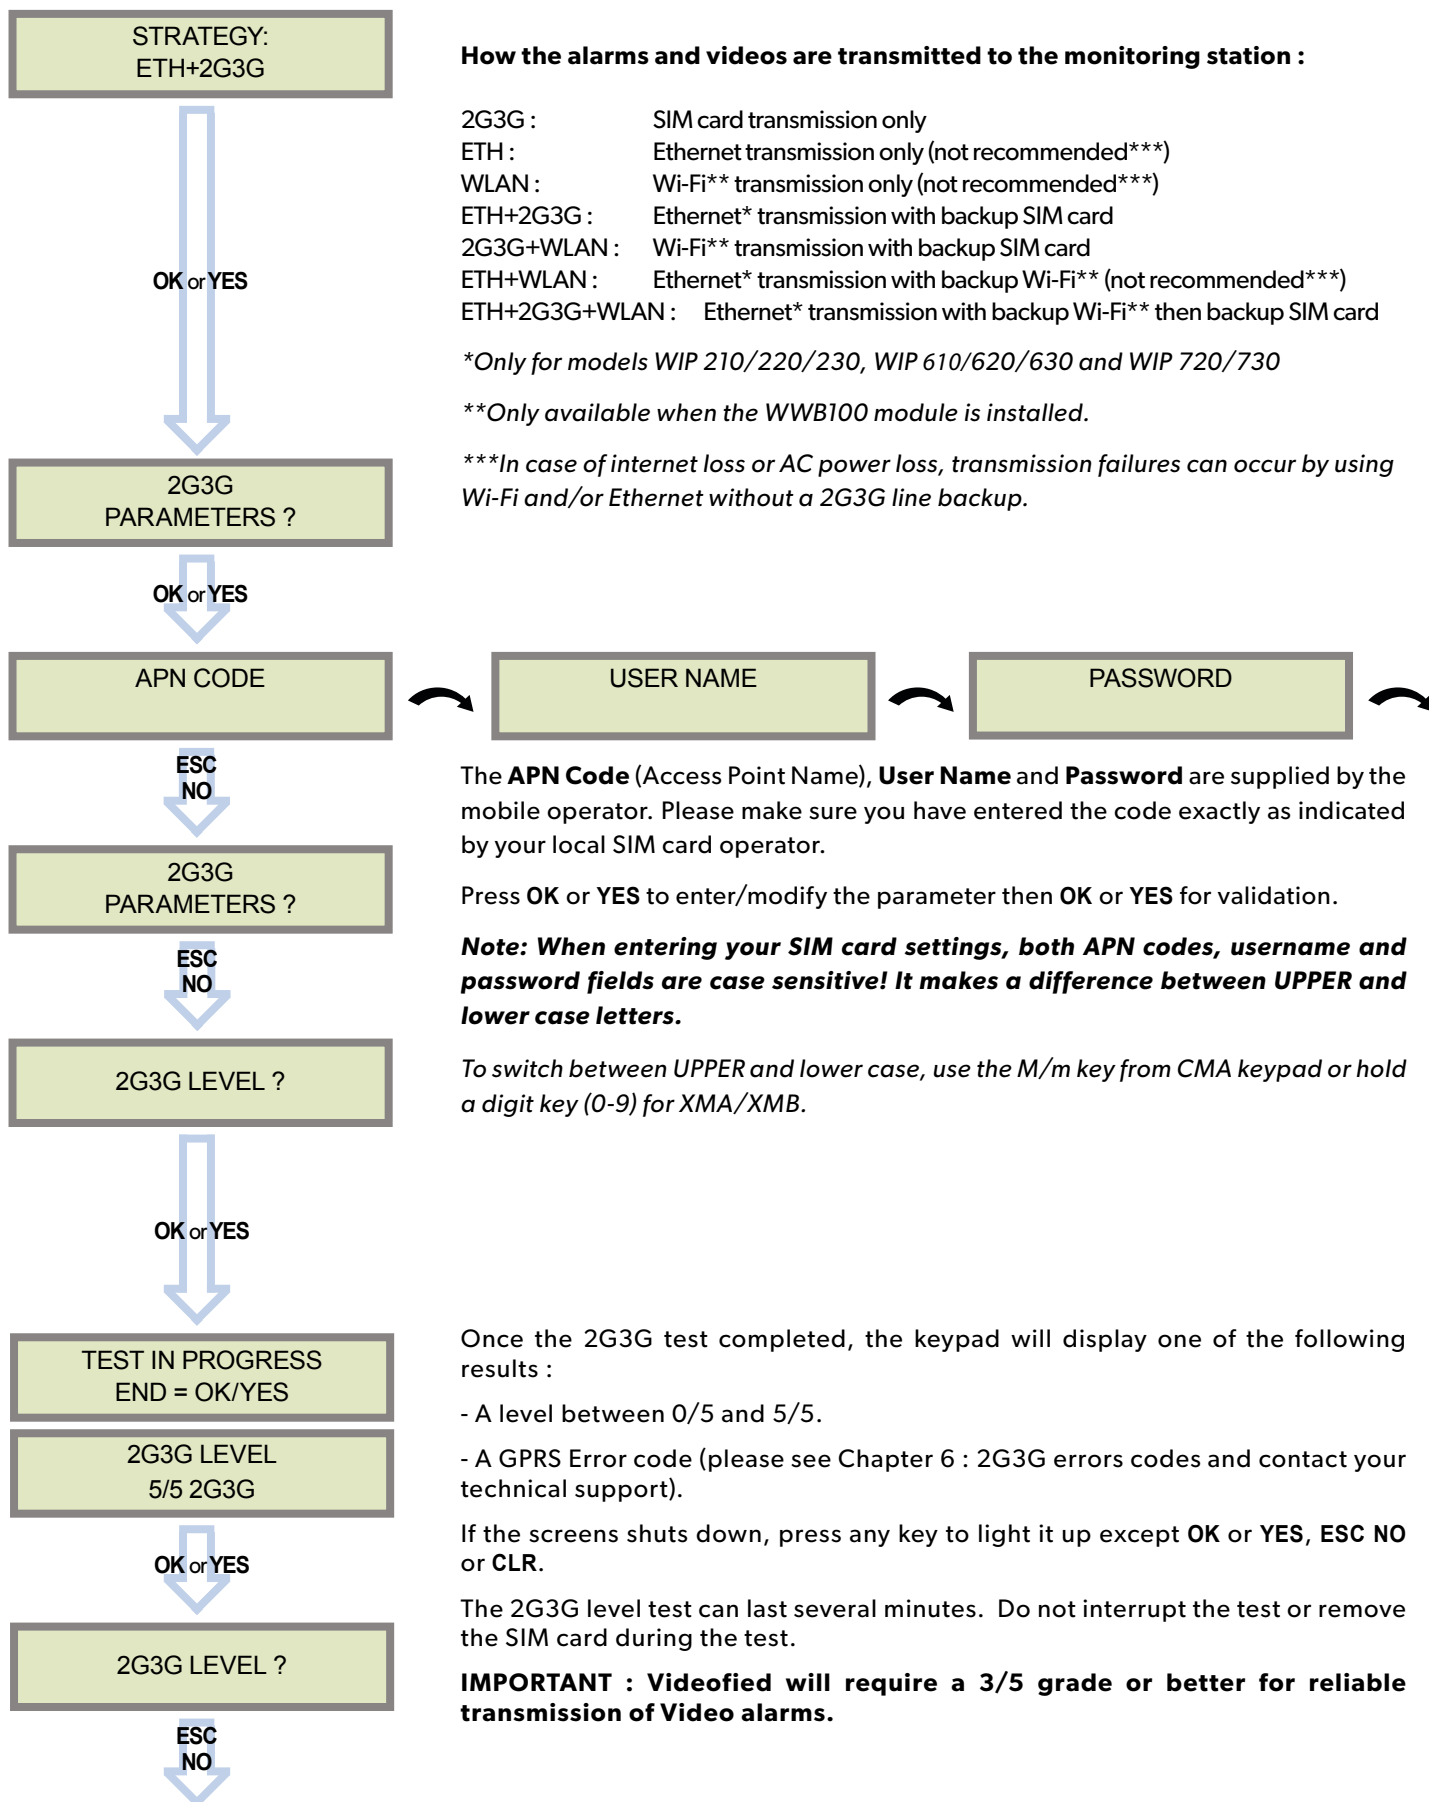 STRATEGY:
ETH+2G3G
How the alarms and videos are transmitted to the monitoring station :
2G3G : SIM card transmission only
ETH : Ethernet transmission only (not recommended***)
WLAN : Wi-Fi** transmission only (not recommended***)
ETH+2G3G : Ethernet* transmission with backup SIM card
2G3G+WLAN : Wi-Fi** transmission with backup SIM card
ETH+WLAN : Ethernet* transmission with backup Wi-Fi** (not recommended***)
ETH+2G3G+WLAN : Ethernet* transmission with backup Wi-Fi** then backup SIM card
OK or YES
*Only for models WIP 210/220/230, WIP 610/620/630 and WIP 720/730
**Only available when the WWB100 module is installed.
***In case of internet loss or AC power loss, transmission failures can occur by using
Wi-Fi and/or Ethernet without a 2G3G line backup.
2G3G
PARAMETERS ?
OK or YES
APN CODE
USER NAME
PASSWORD
ESC
NO
The APN Code (Access Point Name), User Name and Password are supplied by the
mobile operator. Please make sure you have entered the code exactly as indicated
by your local SIM card operator.
2G3G
PARAMETERS ?
Press OK or YES to enter/modify the parameter then OK or YES for validation.
ESC
NO
Note: When entering your SIM card settings, both APN codes, username and
password fields are case sensitive! It makes a difference between UPPER and
lower case letters.
2G3G LEVEL ?
To switch between UPPER and lower case, use the M/m key from CMA keypad or hold
a digit key (0-9) for XMA/XMB.
OK or YES
TEST IN PROGRESS
END = OK/YES
Once the 2G3G test completed, the keypad will display one of the following
results :
- A level between 0/5 and 5/5.
2G3G LEVEL
5/5 2G3G
- A GPRS Error code (please see Chapter 6 : 2G3G errors codes and contact your
technical support).
OK or YES
If the screens shuts down, press any key to light it up except OK or YES, ESC NO
or CLR.
The 2G3G level test can last several minutes. Do not interrupt the test or remove
the SIM card during the test.
2G3G LEVEL ?
IMPORTANT : Videofied will require a 3/5 grade or better for reliable
transmission of Video alarms.
ESC
NO